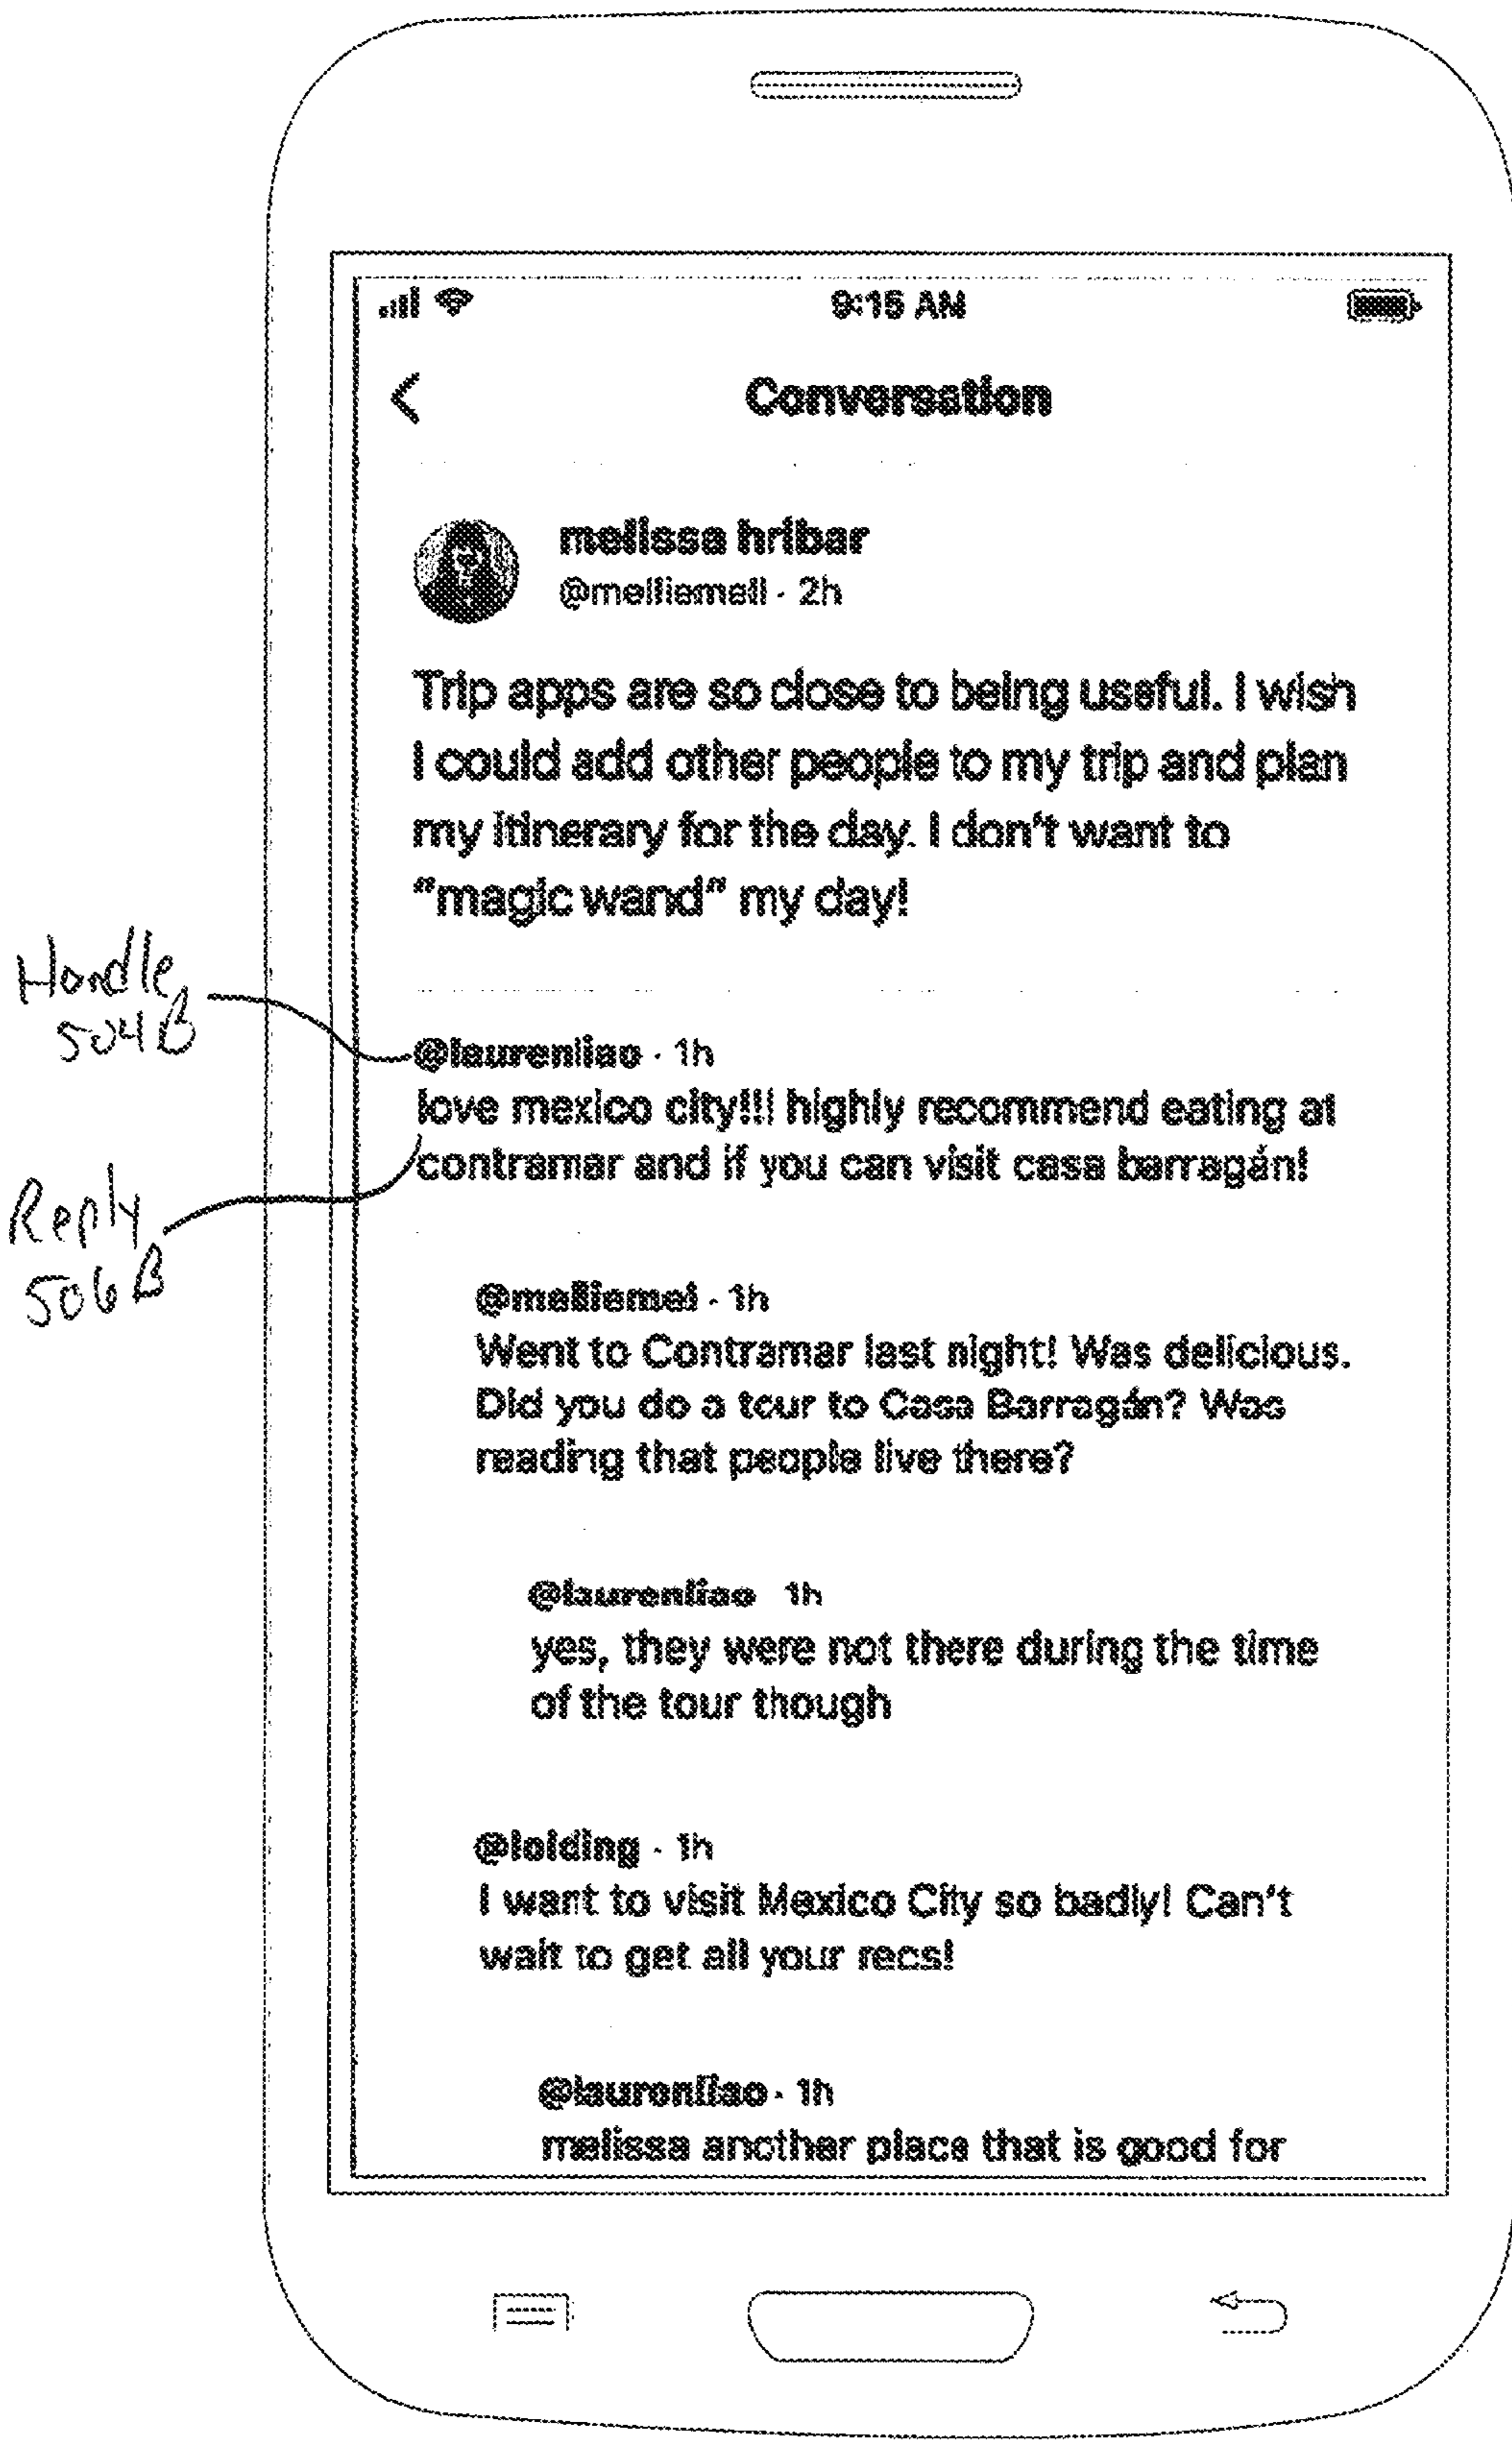 9:15 AM
Conversation
melissa hribar
@melliemell · 2h
Trip apps are so close to being useful. I wish
I could add other people to my trip and plan
my itinerary for the day. I don't want to
"magic wand" my day!
Handle
504B
@laurenliao · 1h
love mexico city!!! highly recommend eating at
contramar and if you can visit casa barragán!
Reply
506B
@melliemel · 1h
Went to Contramar last night! Was delicious.
Did you do a tour to Casa Barragán? Was
reading that people live there?
@laurenliao 1h
yes, they were not there during the time
of the tour though
@lolding · 1h
I want to visit Mexico City so badly! Can't
wait to get all your recs!
@laurenliao · 1h
melissa another place that is good for